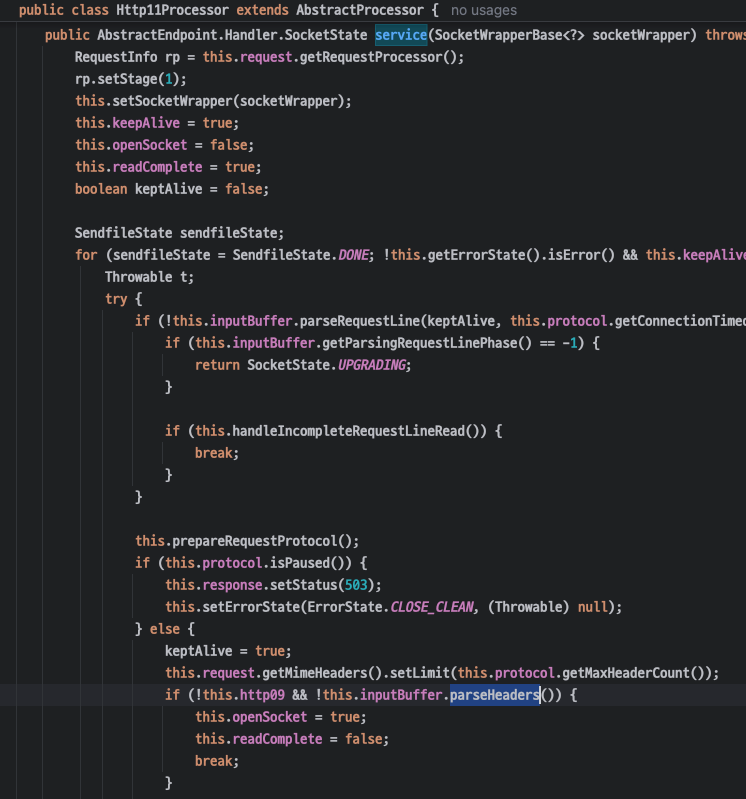 public class Http11Processor extends AbstractProcessor {   no usages
    public AbstractEndpoint.Handler.SocketState service(SocketWrapperBase<?> socketWrapper) throws
        RequestInfo rp = this.request.getRequestProcessor();
        rp.setStage(1);
        this.setSocketWrapper(socketWrapper);
        this.keepAlive = true;
        this.openSocket = false;
        this.readComplete = true;
        boolean keptAlive = false;

        SendfileState sendfileState;
        for (sendfileState = SendfileState.DONE; !this.getErrorState().isError() && this.keepAlive
            Throwable t;
            try {
                if (!this.inputBuffer.parseRequestLine(keptAlive, this.protocol.getConnectionTimeo
                    if (this.inputBuffer.getParsingRequestLinePhase() == -1) {
                        return SocketState.UPGRADING;
                    }

                    if (this.handleIncompleteRequestLineRead()) {
                        break;
                    }
                }

                this.prepareRequestProtocol();
                if (this.protocol.isPaused()) {
                    this.response.setStatus(503);
                    this.setErrorState(ErrorState.CLOSE_CLEAN, (Throwable) null);
                } else {
                    keptAlive = true;
                    this.request.getMimeHeaders().setLimit(this.protocol.getMaxHeaderCount());
                    if (!this.http09 && !this.inputBuffer.parseHeaders()) {
                        this.openSocket = true;
                        this.readComplete = false;
                        break;
                    }